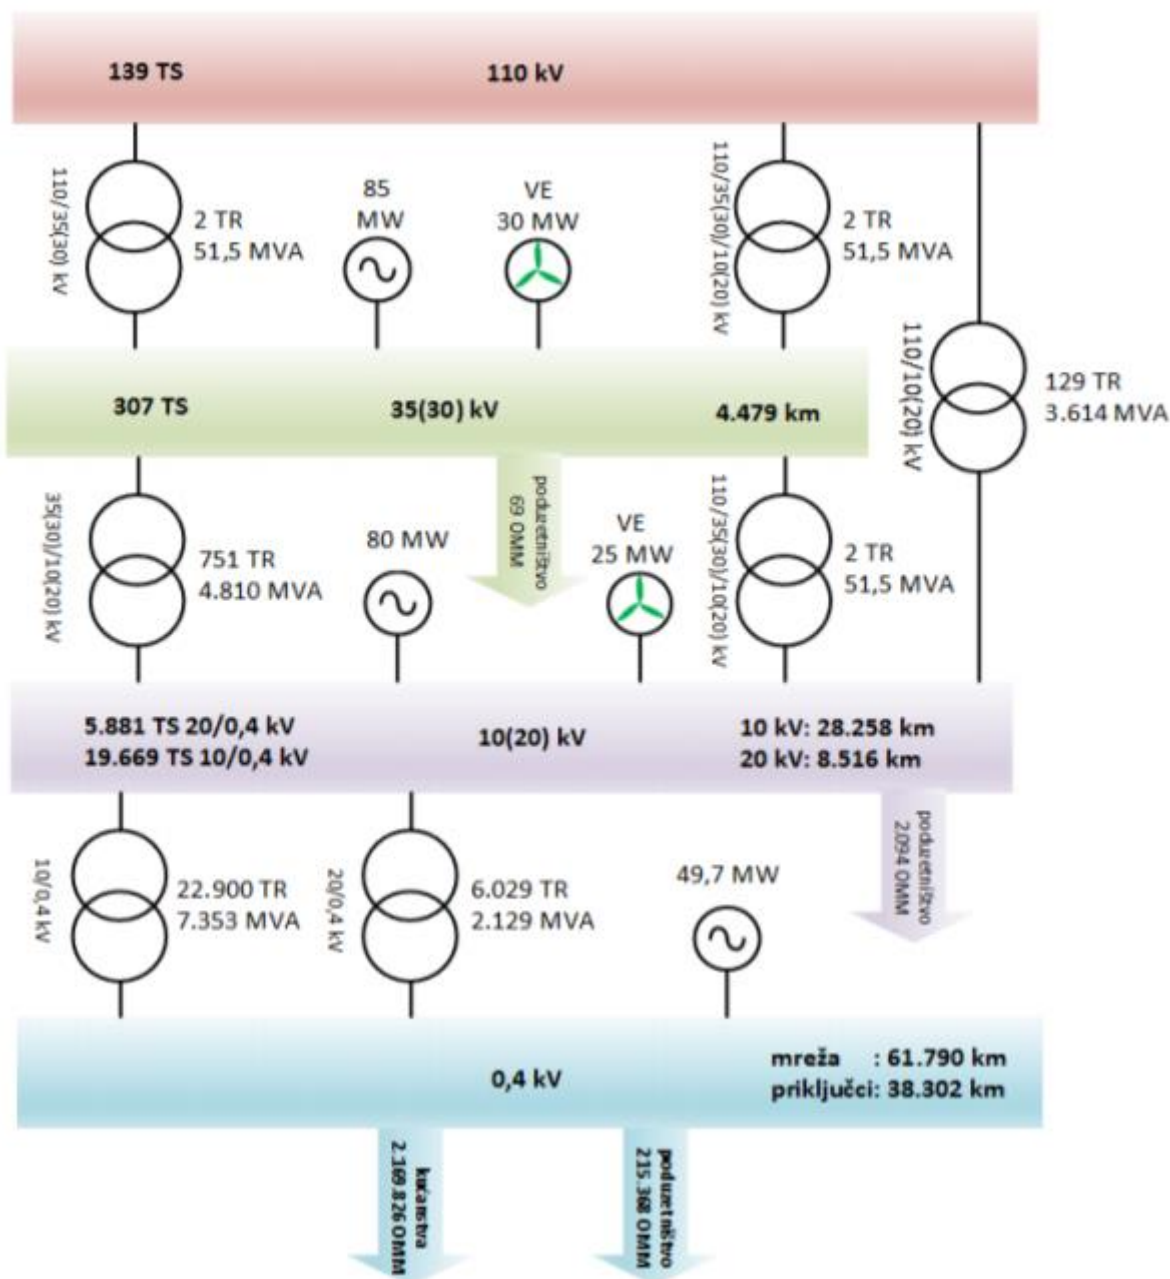 139 TS
110 kV
110/35(30) kV
2 TR
51,5 MVA
85
MW
VE
30 MW
110/35(30)/10(20) kV
2 TR
51,5 MVA
110/10(20) kV
129 TR
3.614 MVA
307 TS
35(30) kV
4.479 km
poduzetništvo
69 OMM
35(30)/10(20) kV
751 TR
4.810 MVA
80 MW
VE
25 MW
110/35(30)/10(20) kV
2 TR
51,5 MVA
5.881 TS 20/0,4 kV
19.669 TS 10/0,4 kV
10(20) kV
10 kV: 28.258 km
20 kV: 8.516 km
poduzetništvo
2.094 OMM
10/0,4 kV
22.900 TR
7.353 MVA
20/0,4 kV
6.029 TR
2.129 MVA
49,7 MW
0,4 kV
mreža : 61.790 km
priključci: 38.302 km
kućanstva
2.169.826 OMM
poduzetništvo
215.368 OMM